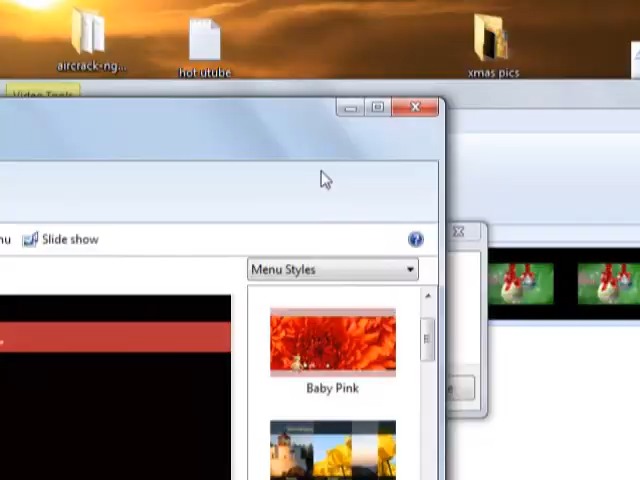 aircrack-ng...
hot utube
xmas pics
Video Tools
nu
Slide show
Menu Styles
Baby Pink
e